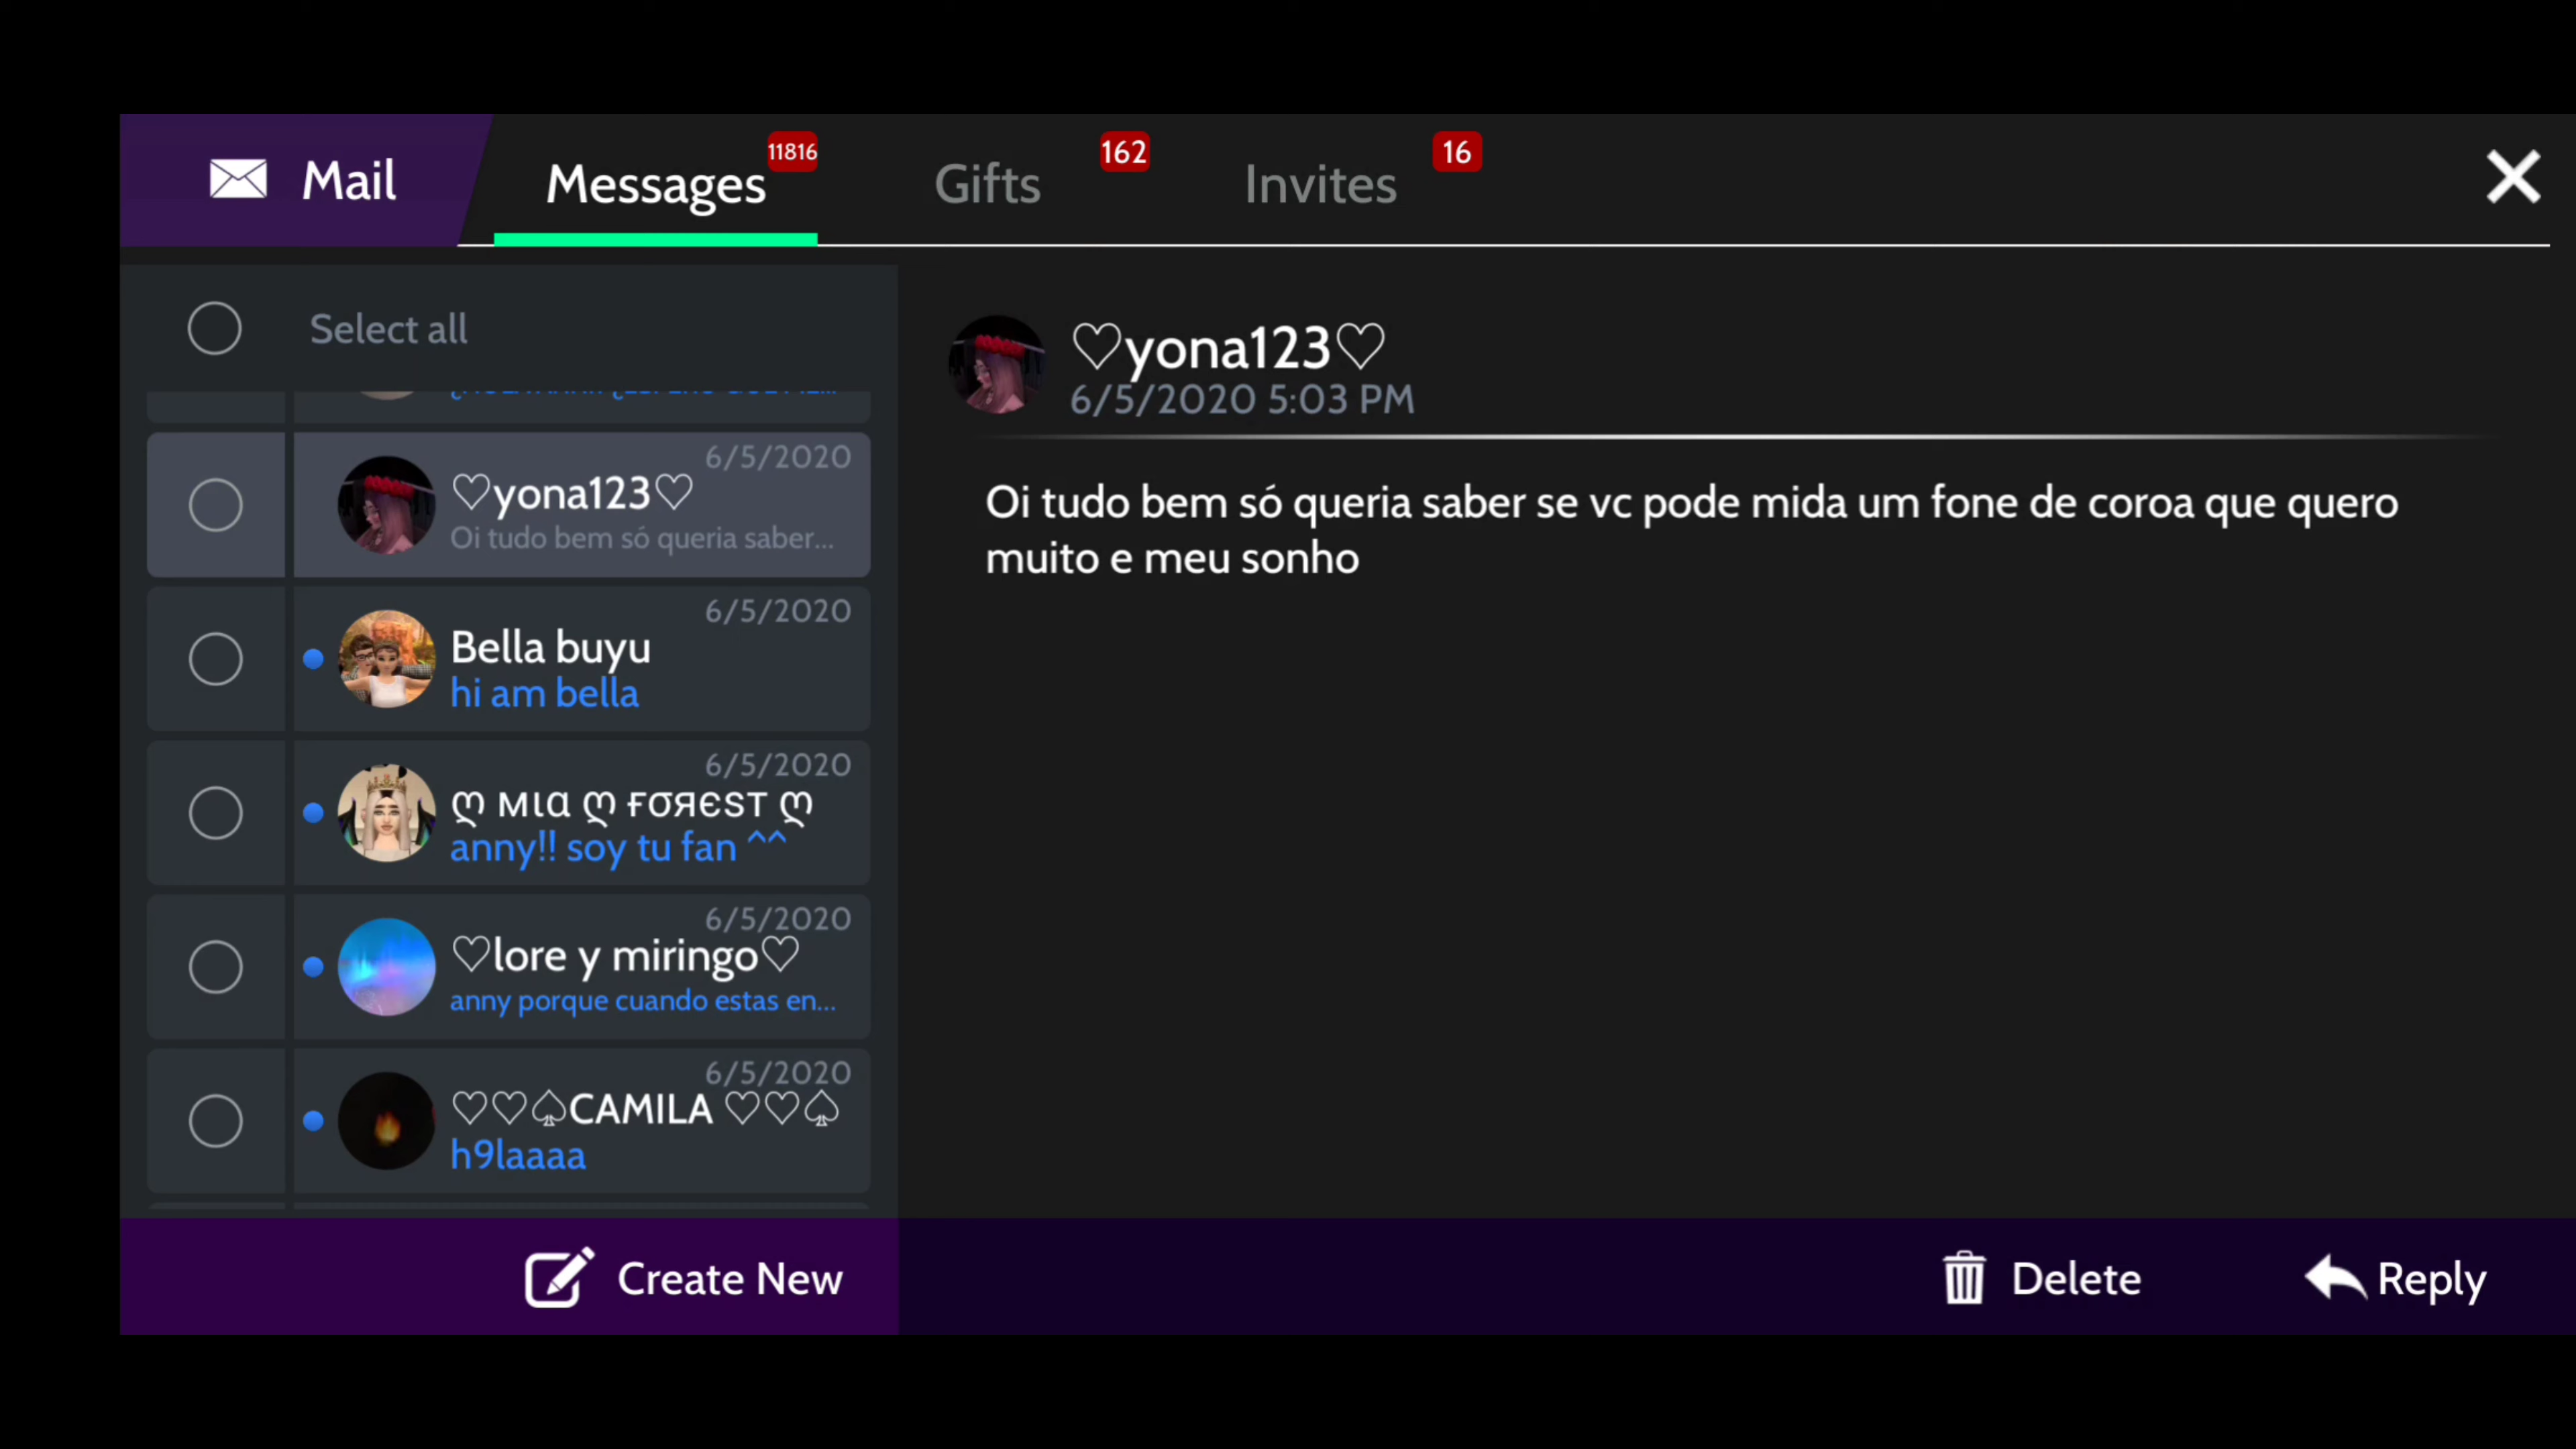 Mail
Messages
11816
Gifts
162
Invites
16
Select all
6/5/2020
♡yona123♡
Oi tudo bem só queria saber...
6/5/2020
Bella buyu
hi am bella
6/5/2020
ღ мια ღ ғσяєѕт ღ
anny!! soy tu fan ^^
6/5/2020
♡lore y miringo♡
anny porque cuando estas en...
6/5/2020
♡♡♤CAMILA ♡♡♤
h9laaaa
Create New
♡yona123♡
6/5/2020 5:03 PM
Oi tudo bem só queria saber se vc pode mida um fone de coroa que quero
muito e meu sonho
Delete
Reply